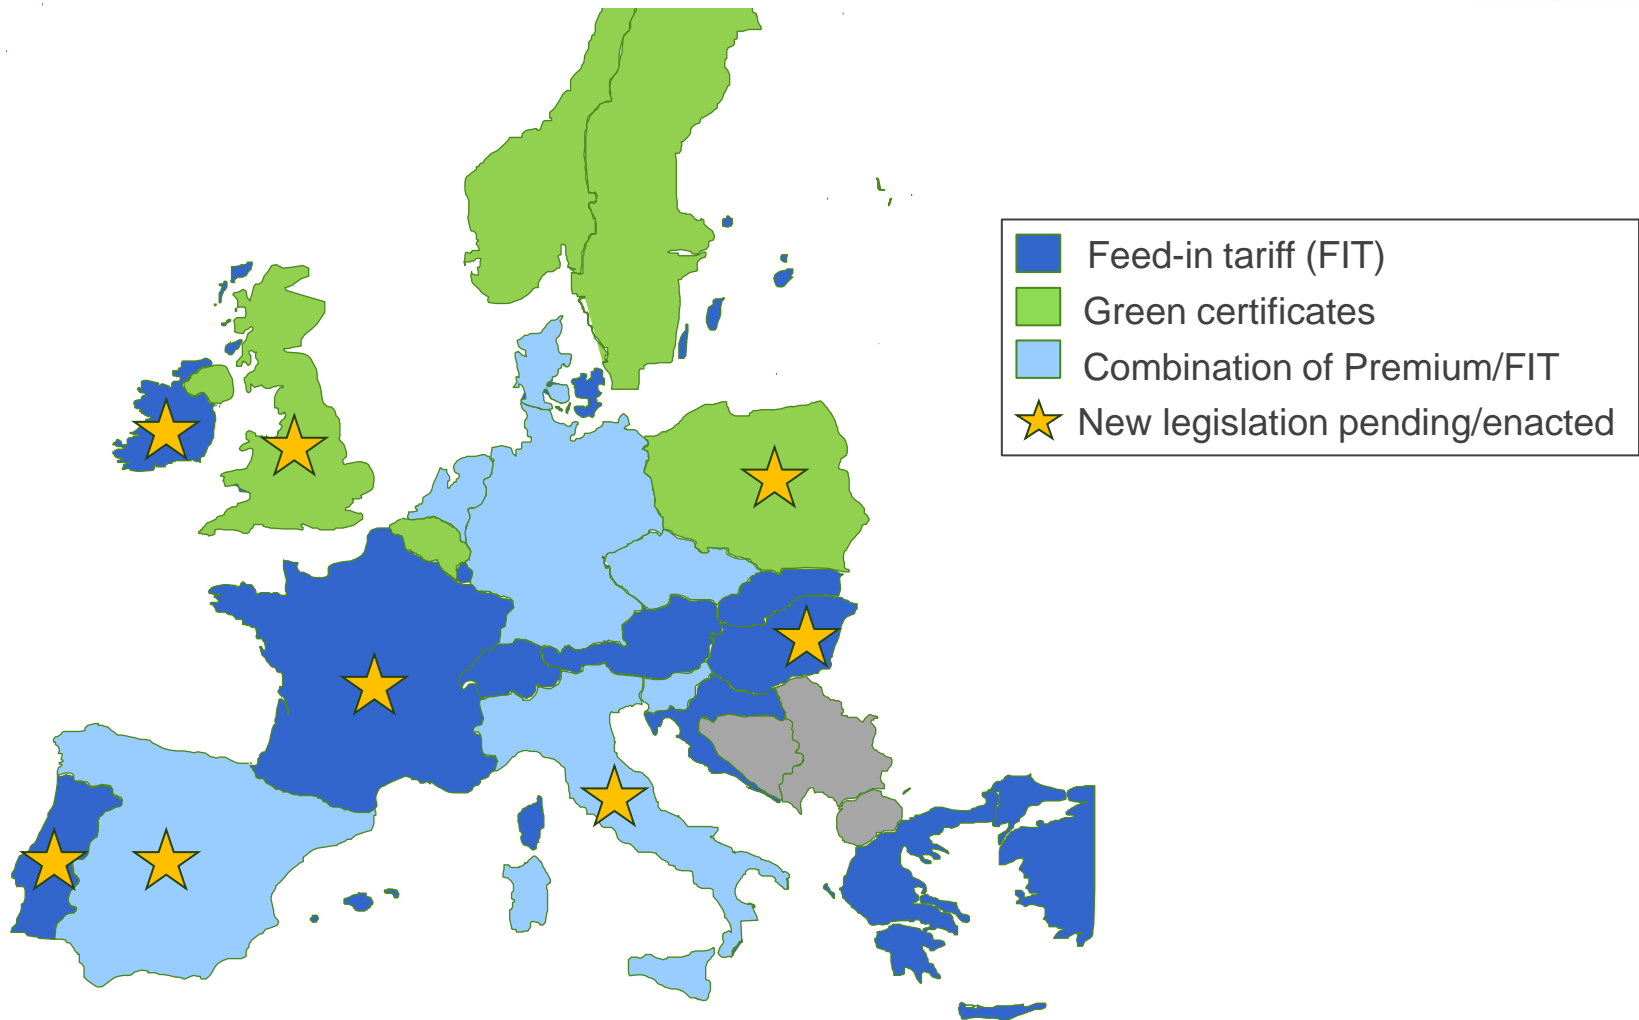 Feed-in tariff (FIT)
Green certificates
Combination of Premium/FIT
New legislation pending/enacted